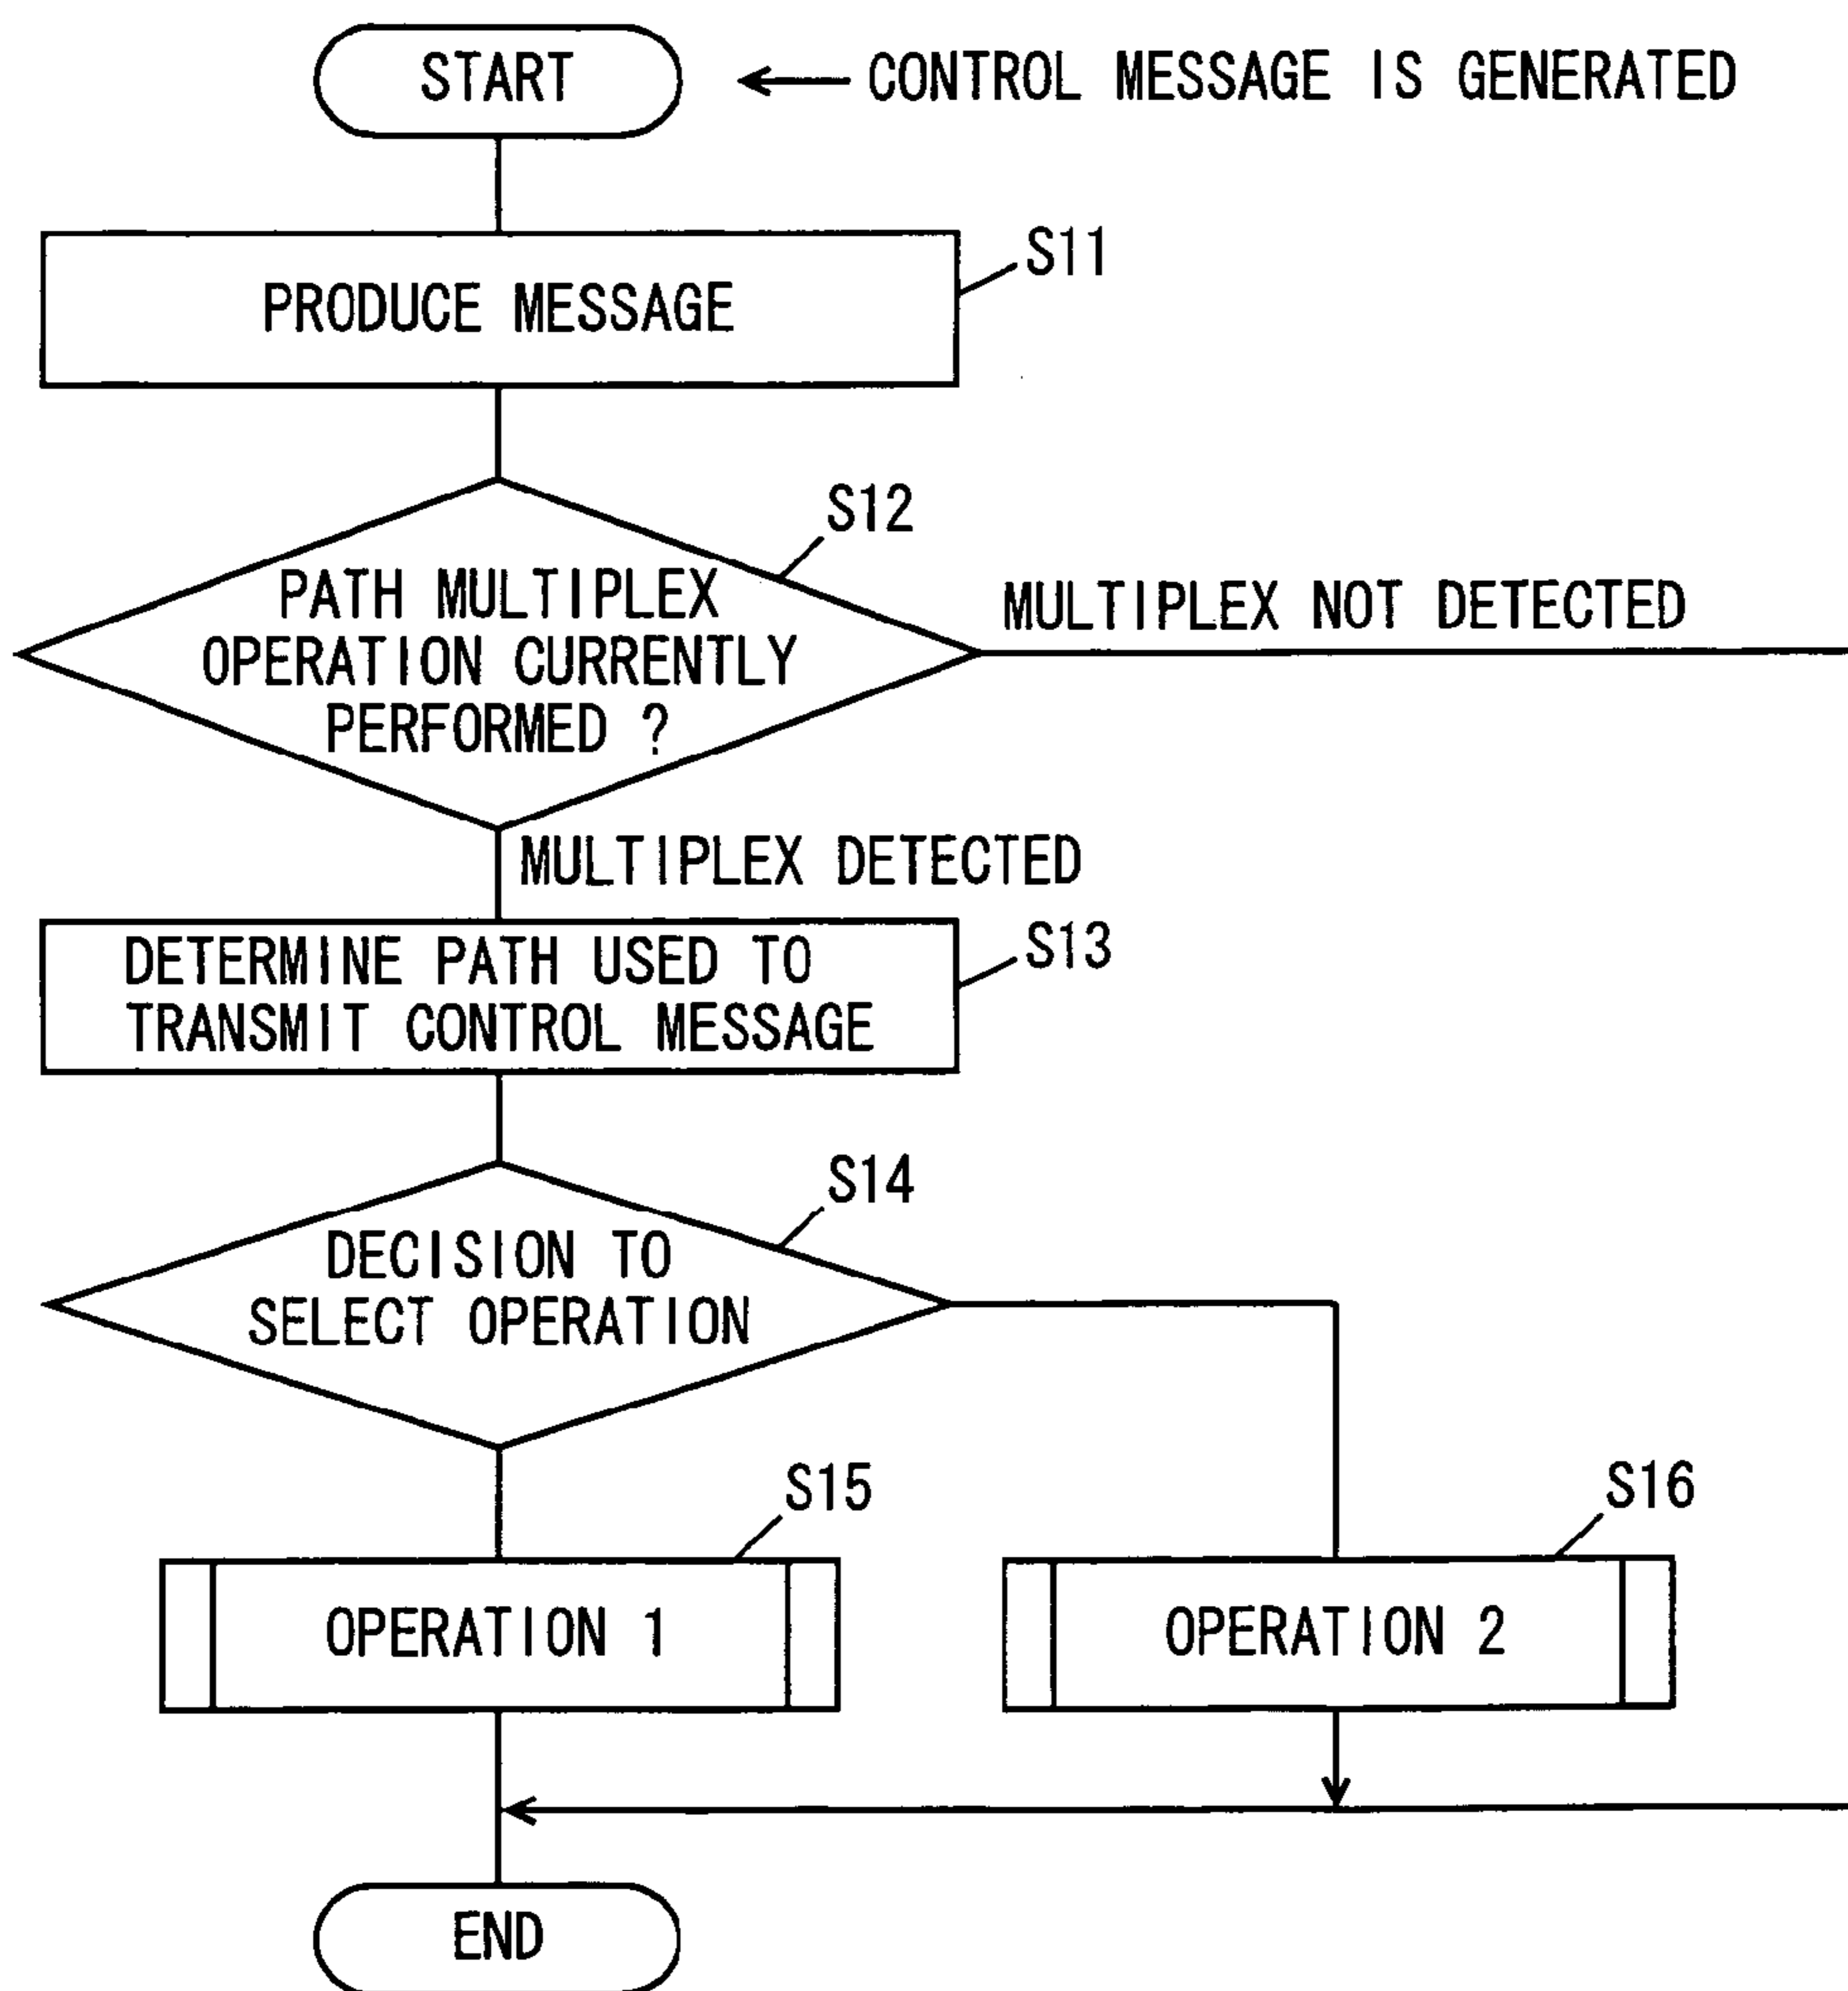 START
CONTROL MESSAGE IS GENERATED
S11
PRODUCE MESSAGE
S12
PATH MULTIPLEX
OPERATION CURRENTLY
PERFORMED ?
MULTIPLEX NOT DETECTED
MULTIPLEX DETECTED
S13
DETERMINE PATH USED TO
TRANSMIT CONTROL MESSAGE
S14
DECISION TO
SELECT OPERATION
S15
OPERATION 1
S16
OPERATION 2
END